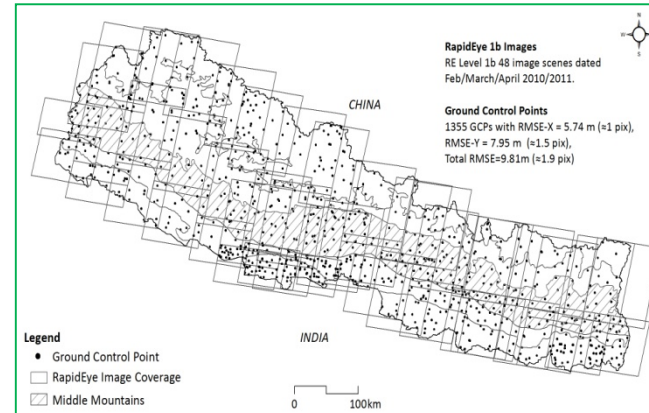 N
W
E
S
RapidEye 1b Images
RE Level 1b 48 image scenes dated
Feb/March/April 2010/2011.
CHINA
Ground Control Points
1355 GCPs with RMSE-X = 5.74 m (≈1 pix),
RMSE-Y = 7.95 m (≈1.5 pix),
Total RMSE=9.81m (≈1.9 pix)
INDIA
Legend
Ground Control Point
RapidEye Image Coverage
Middle Mountains
0 100km